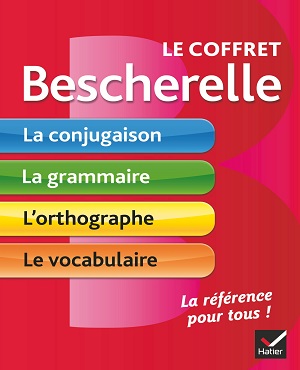 LE COFFRET
Bescherelle
La conjugaison
La grammaire
L'orthographe
Le vocabulaire
La référence
pour tous !
Hatier